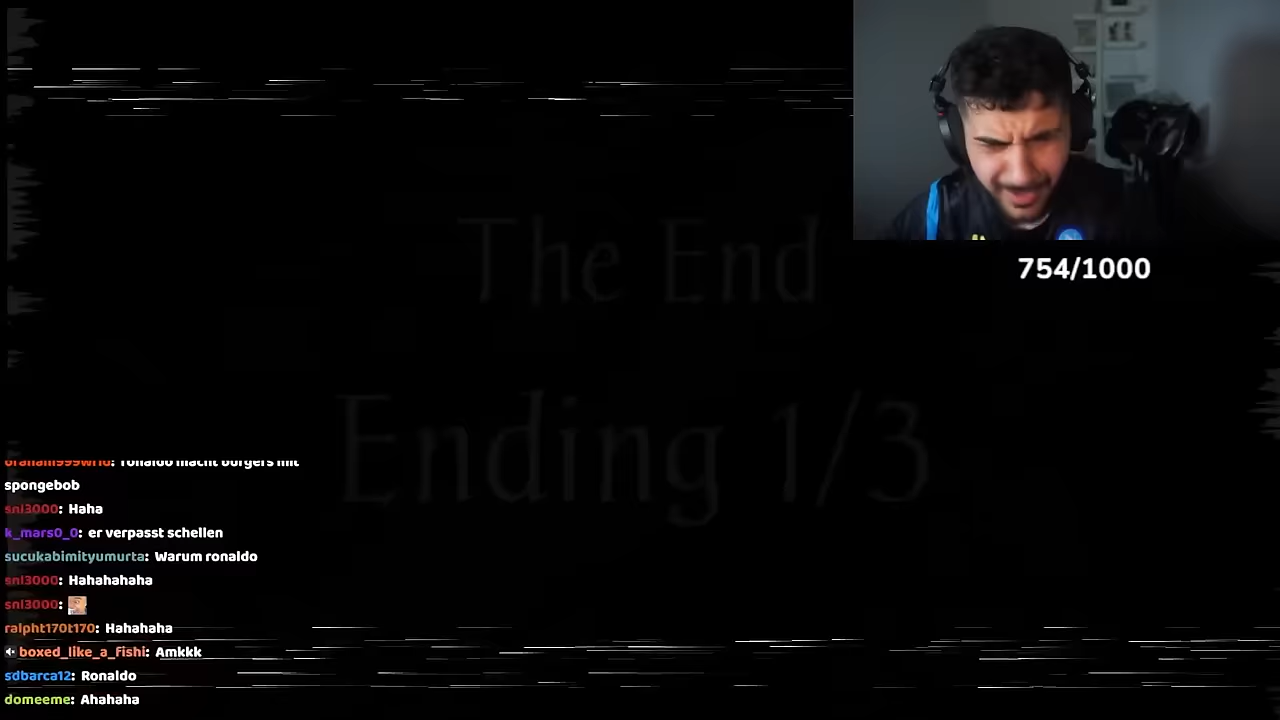 The End
754/1000
Ending 1/3
spongebob
snl3000: Haha
k_mars0_0: er verpasst schellen
sucukabimityumurta: Warum ronaldo
snl3000: Hahahahaha
snl3000:
ralpht170t170: Hahahaha
boxed_like_a_fishi: Amkkk
sdbarca12: Ronaldo
domeeme: Ahahaha